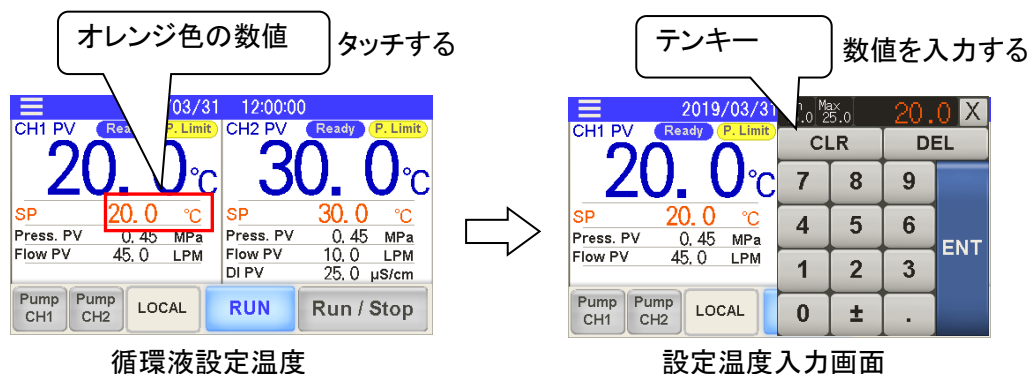 オレンジ色の数値
タッチする
/03/31 12:00:00
CH1 PV
P. Limit
20. 0℃
SP 20. 0 ℃
Press. PV 0. 45 MPa
Flow PV 45. 0 LPM
CH2 PV Ready P. Limit
30. 0℃
SP 30. 0 ℃
Press. PV 0. 45 MPa
Flow PV 10. 0 LPM
DI PV 25. 0 µS/cm
Pump CH1
Pump CH2
LOCAL
RUN
Run / Stop
循環液設定温度
テンキー
数値を入力する
2019/03/31
CH1 PV Ready P. Limit
20. 0℃
SP 20. 0 ℃
Press. PV 0. 45 MPa
Flow PV 45. 0 LPM
Pump CH1
Pump CH2
LOCAL
Max
25.0
20. 0 X
CLR DEL
7 8 9
4 5 6
ENT
1 2 3
0 ± .
設定温度入力画面